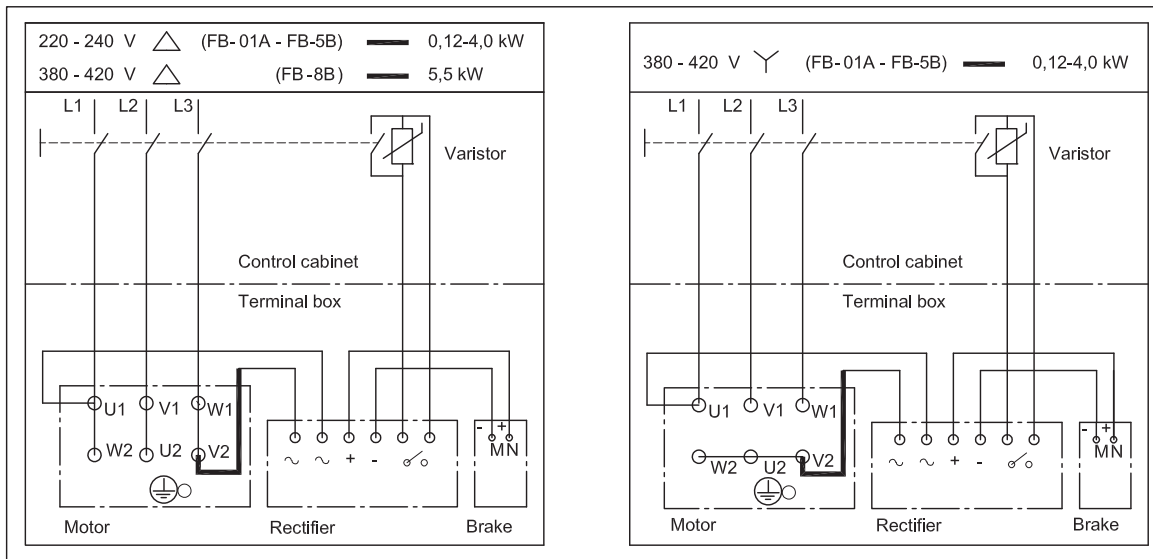 220 - 240 V (FB-01A - FB-5B) 0,12-4,0 kW
380 - 420 V (FB-8B) 5,5 kW
L1 L2 L3
Varistor
Control cabinet
Terminal box
U1 V1 W1
- +
M N
W2 U2 V2
~ ~ + -
Motor Rectifier Brake
380 - 420 V (FB-01A - FB-5B) 0,12-4,0 kW
L1 L2 L3
Varistor
Control cabinet
Terminal box
U1 V1 W1
- +
M N
W2 U2 V2
~ ~ + -
Motor Rectifier Brake